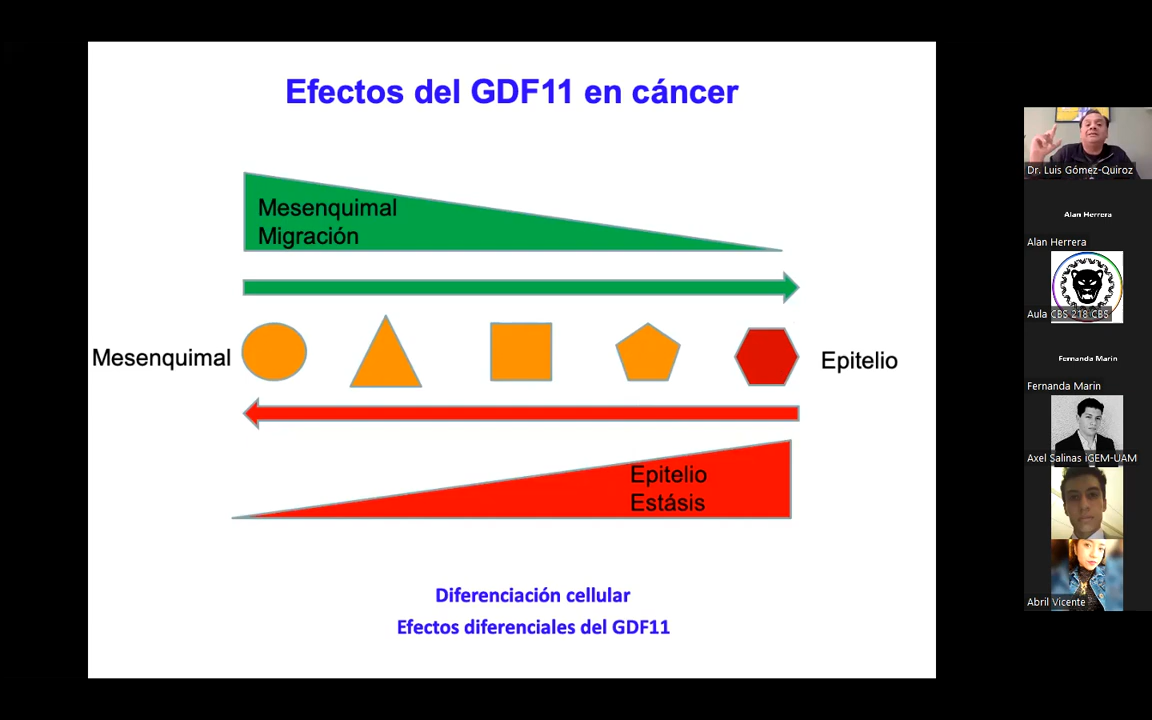 Efectos del GDF11 en cáncer
Mesenquimal
Migración
Mesenquimal
Epitelio
Epitelio
Estásis
Diferenciación cellular
Efectos diferenciales del GDF11
Dr. Luis Gómez-Quiroz
Alan Herrera
Alan Herrera
Aula CBS 218 CBS
Fernanda Marin
Fernanda Marin
Axel Salinas iGEM-UAM
Abril Vicente